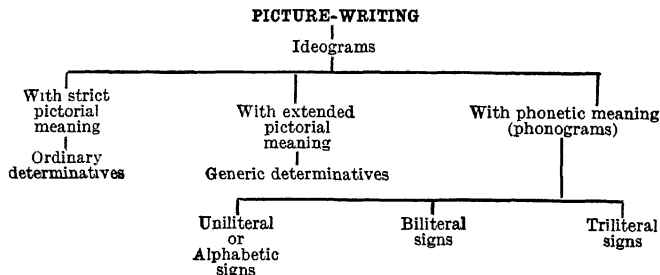 PICTURE-WRITING
Ideograms
With strict
pictorial
meaning
Ordinary
determinatives
With extended
pictorial
meaning
Generic determinatives
With phonetic meaning
(phonograms)
Uniliteral
or
Alphabetic
signs
Biliteral
signs
Triliteral
signs